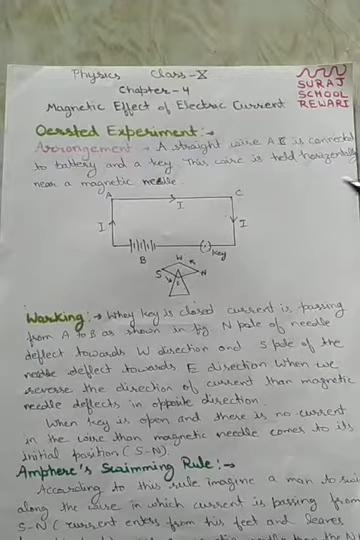 Physics Class-X
Chapter-4
Magnetic Effect of Electric Current
SURAJ
SCHOOL
REWARI
Oersted Experiment:→
Arrangement → A straight wire AC is connected
to battery and a key. This wire is held horizontally
near a magnetic needle.
A
I
C
I
I
B
Key
W
S
N
E
Working:→ Whey key is closed current is passing
from A to B as shown in fig N pole of needle
deflect towards W direction and S pole of the
needle deflect towards E direction When we
reverse the direction of current than magnetic
needle deflects in opposite direction.
When key is open and there is no current
in the wire than magnetic needle comes to its
initial position (S-N).
Amphere's Swimming Rule:→
According to this rule imagine a man to swim
along the wire in which current is passing from
S-N (current enters from his feet and leaves